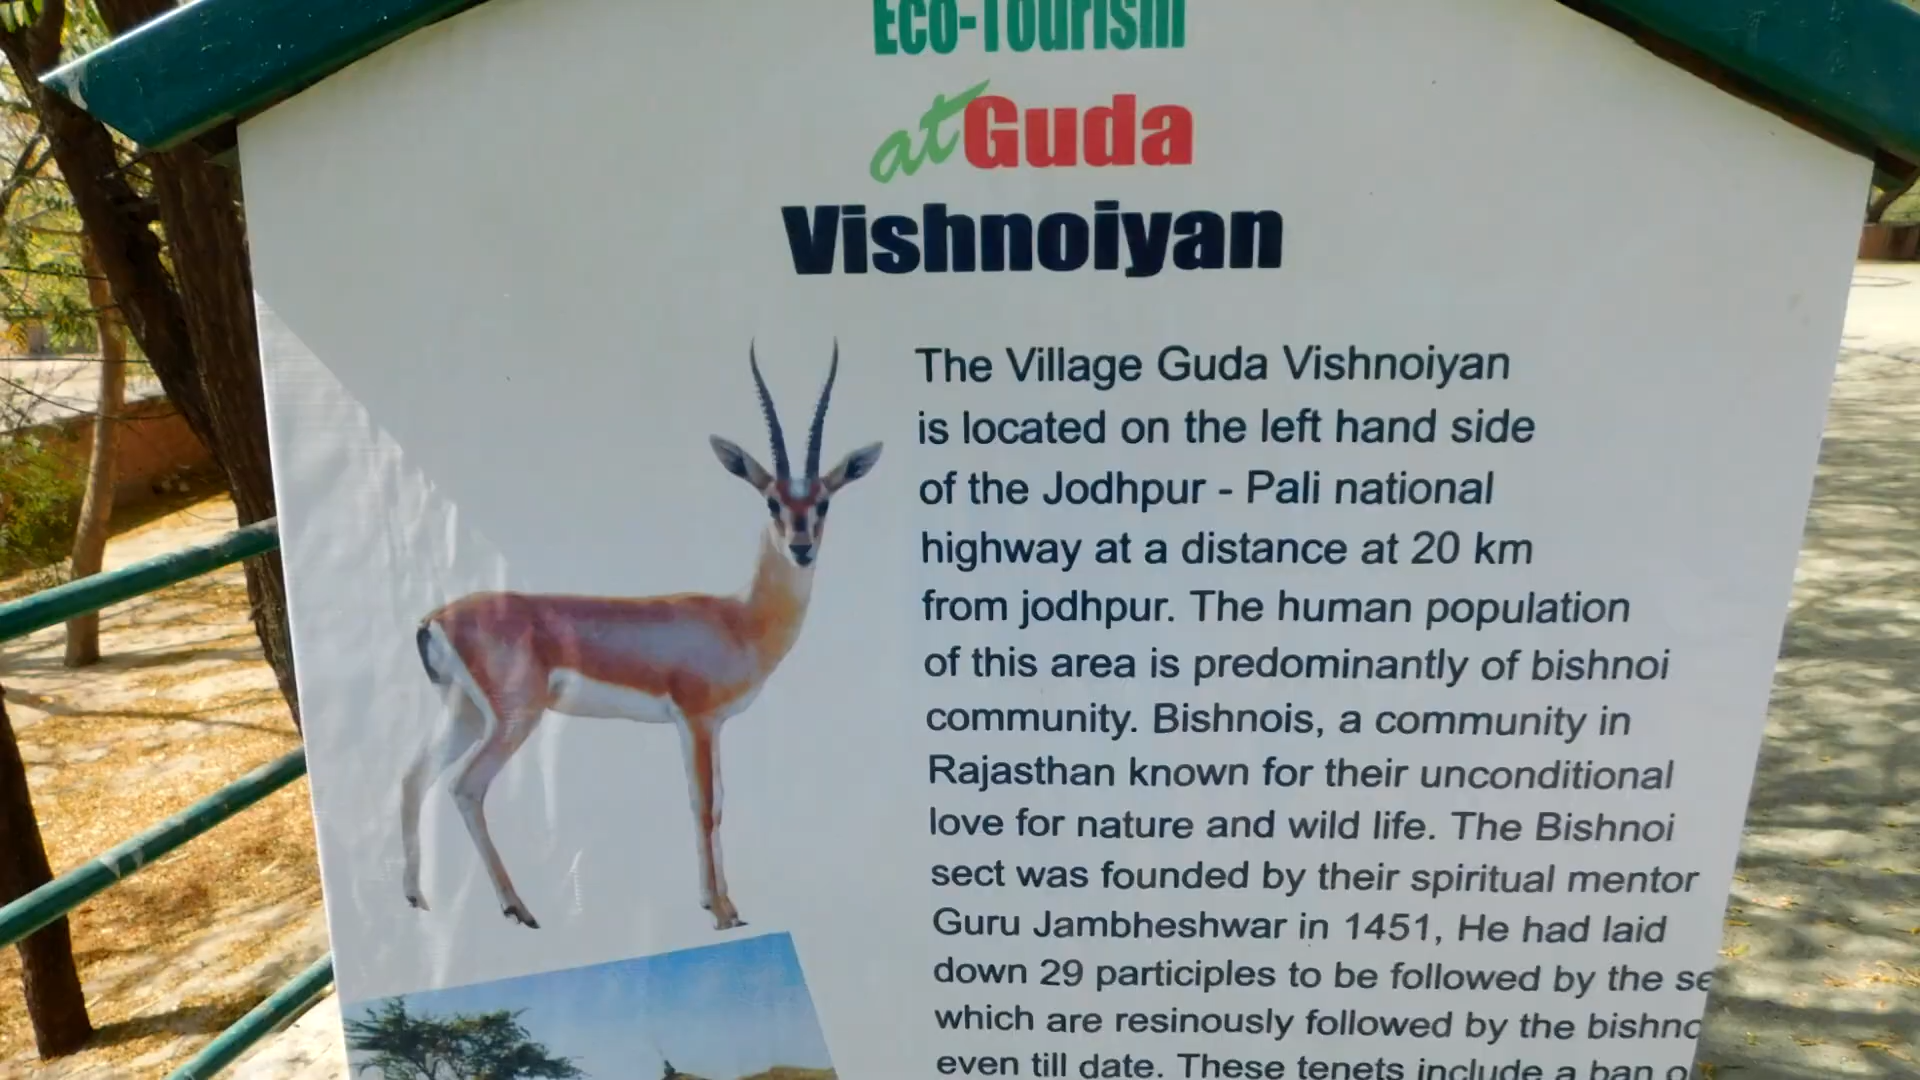 Eco-Tourism
at Guda
Vishnoiyan
The Village Guda Vishnoiyan
is located on the left hand side
of the Jodhpur - Pali national
highway at a distance at 20 km
from jodhpur. The human population
of this area is predominantly of bishnoi
community. Bishnois, a community in
Rajasthan known for their unconditional
love for nature and wild life. The Bishnoi
sect was founded by their spiritual mentor
Guru Jambheshwar in 1451, He had laid
down 29 participles to be followed by the
which are resinously followed by the
even till date. These tenets include a ban